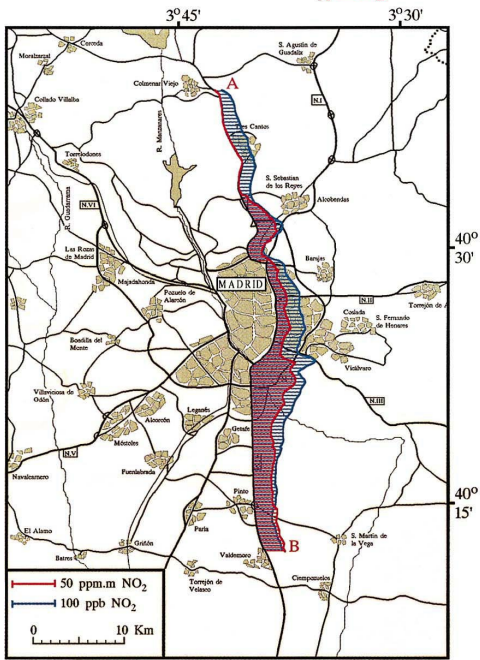 3º45'
3º30'
Cerceda
Moralzarzal
S. Agustín de
Guadalix
Colmenar Viejo
A
Collado Villalba
N.I
R. Manzanares
Tres Cantos
Torrelodones
S. Sebastian
de los Reyes
R. Guadarrama
N.VI
Alcobendas
40º
30'
Las Rozas
de Madrid
Barajas
Majadahonda
MADRID
Pozuelo de
Alarcón
N.II
Torrejón de A
Coslada
S. Fernando
de Henares
Boadilla del
Monte
Vicálvaro
Villaviciosa de
Odón
N.III
Alcorcón
Leganés
Móstoles
Getafe
N.V
Fuenlabrada
Navalcarnero
Pinto
40º
15'
Parla
El Alamo
Griñón
S. Martín de
la Vega
Batres
Valdemoro
B
Torrejón de
Velasco
Ciempozuelos
50 ppm.m NO₂
100 ppb NO₂
0 10 Km